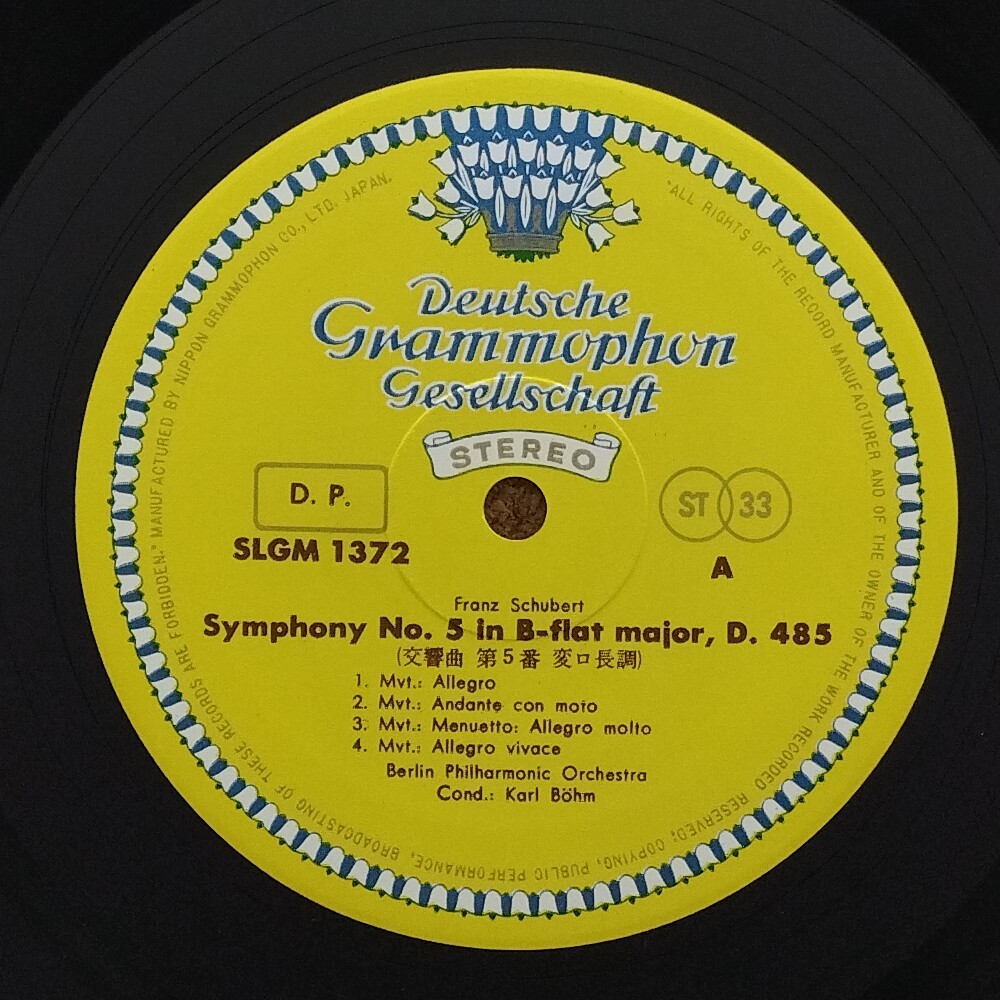 Deutsche
Grammophon
Gesellschaft
STEREO
D. P.
ST 33
SLGM 1372
A
Franz Schubert
Symphony No. 5 in B-flat major, D. 485
(交響曲 第5番 変ロ長調)
1. Mvt.: Allegro
2. Mvt.: Andante con moto
3. Mvt.: Menuetto: Allegro molto
4. Mvt.: Allegro vivace
Berlin Philharmonic Orchestra
Cond.: Karl Böhm
"ALL RIGHTS OF THE RECORD MANUFACTURER AND OF THE OWNER OF THE WORK RECORDED RESERVED; COPYING, PUBLIC PERFORMANCE, BROADCASTING OF THESE RECORDS ARE FORBIDDEN." MANUFACTURED BY NIPPON GRAMMOPHON CO., LTD. JAPAN.